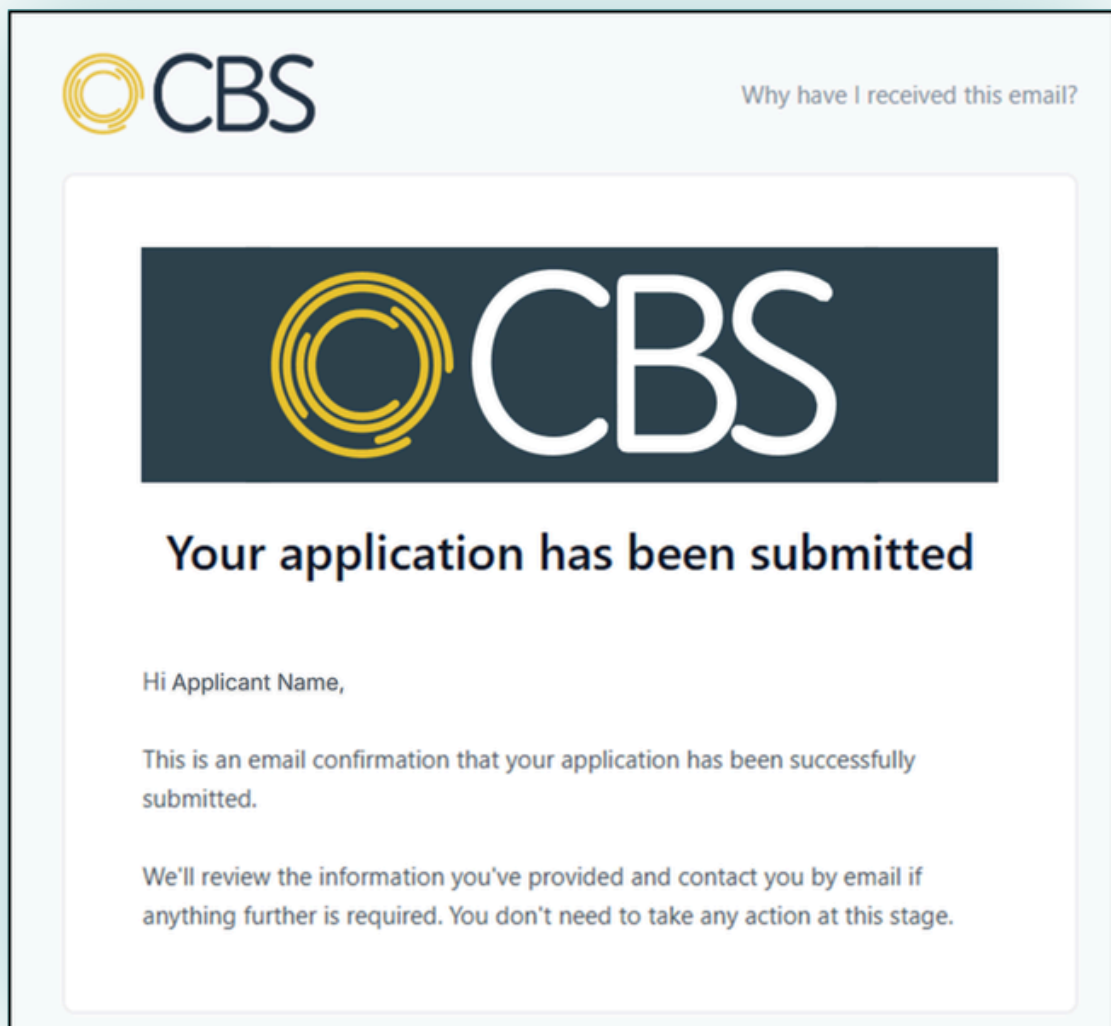 CBS
Why have I received this email?
CBS
Your application has been submitted
Hi Applicant Name,
This is an email confirmation that your application has been successfully
submitted.
We'll review the information you've provided and contact you by email if
anything further is required. You don't need to take any action at this stage.